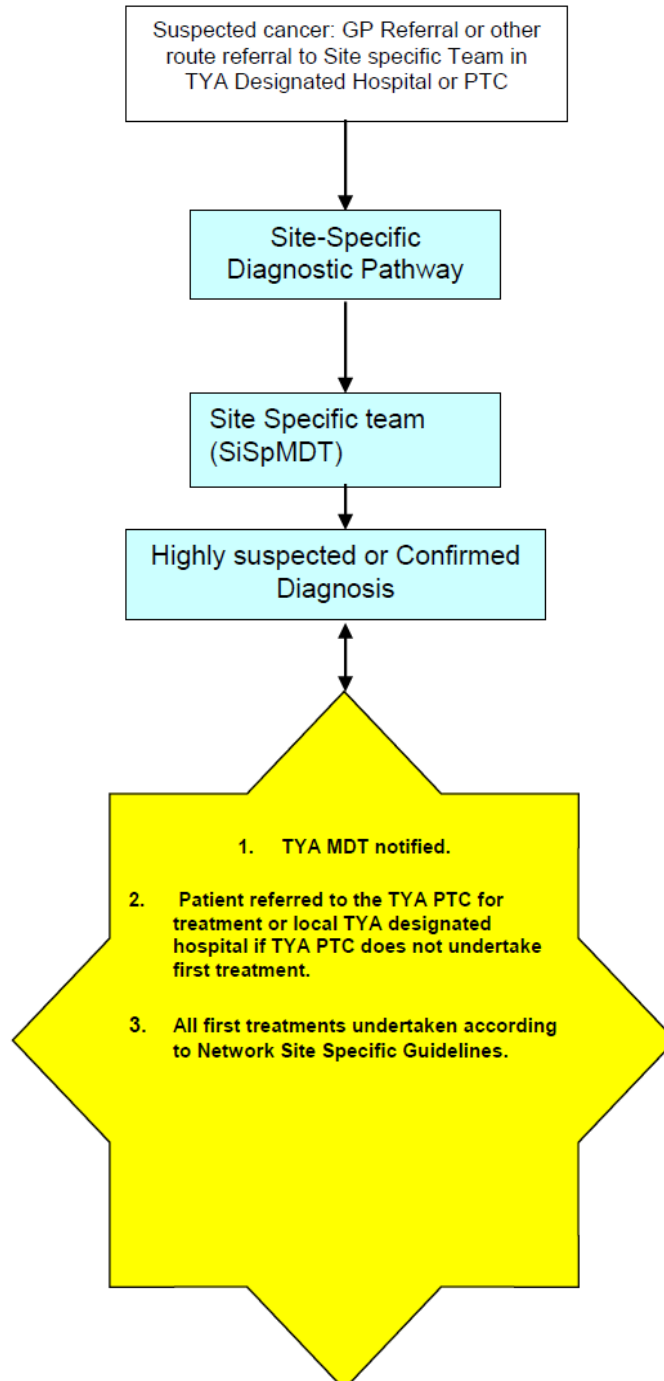 Suspected cancer: GP Referral or other
route referral to Site specific Team in
TYA Designated Hospital or PTC
Site-Specific
Diagnostic Pathway
Site Specific team
(SiSpMDT)
Highly suspected or Confirmed
Diagnosis
1. TYA MDT notified.
2. Patient referred to the TYA PTC for
treatment or local TYA designated
hospital if TYA PTC does not undertake
first treatment.
3. All first treatments undertaken according
to Network Site Specific Guidelines.